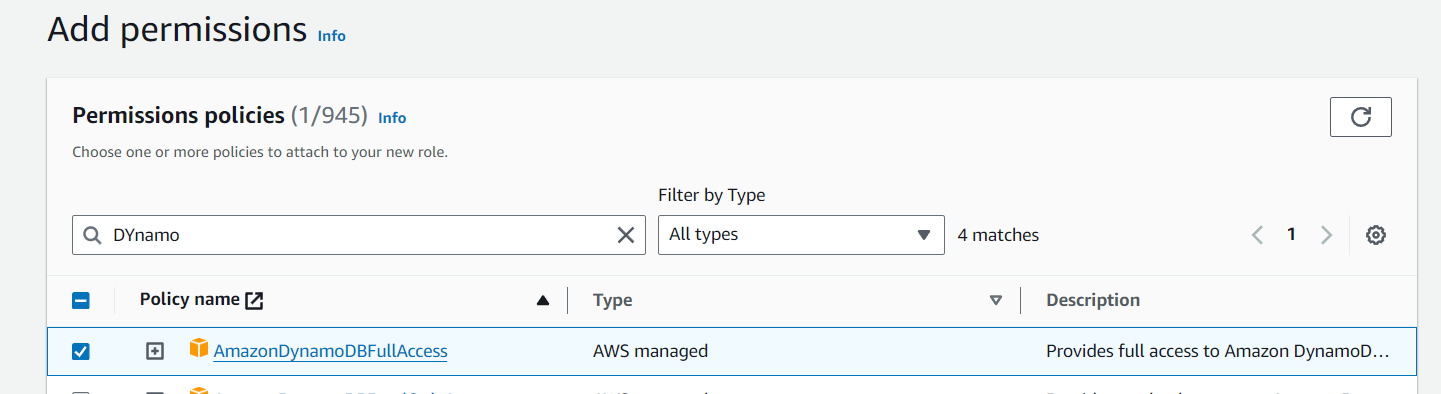 Add permissions Info
Permissions policies (1/945) Info
Choose one or more policies to attach to your new role.
Filter by Type
DYnamo All types 4 matches 1
Policy name Type Description
AmazonDynamoDBFullAccess AWS managed Provides full access to Amazon DynamoD...